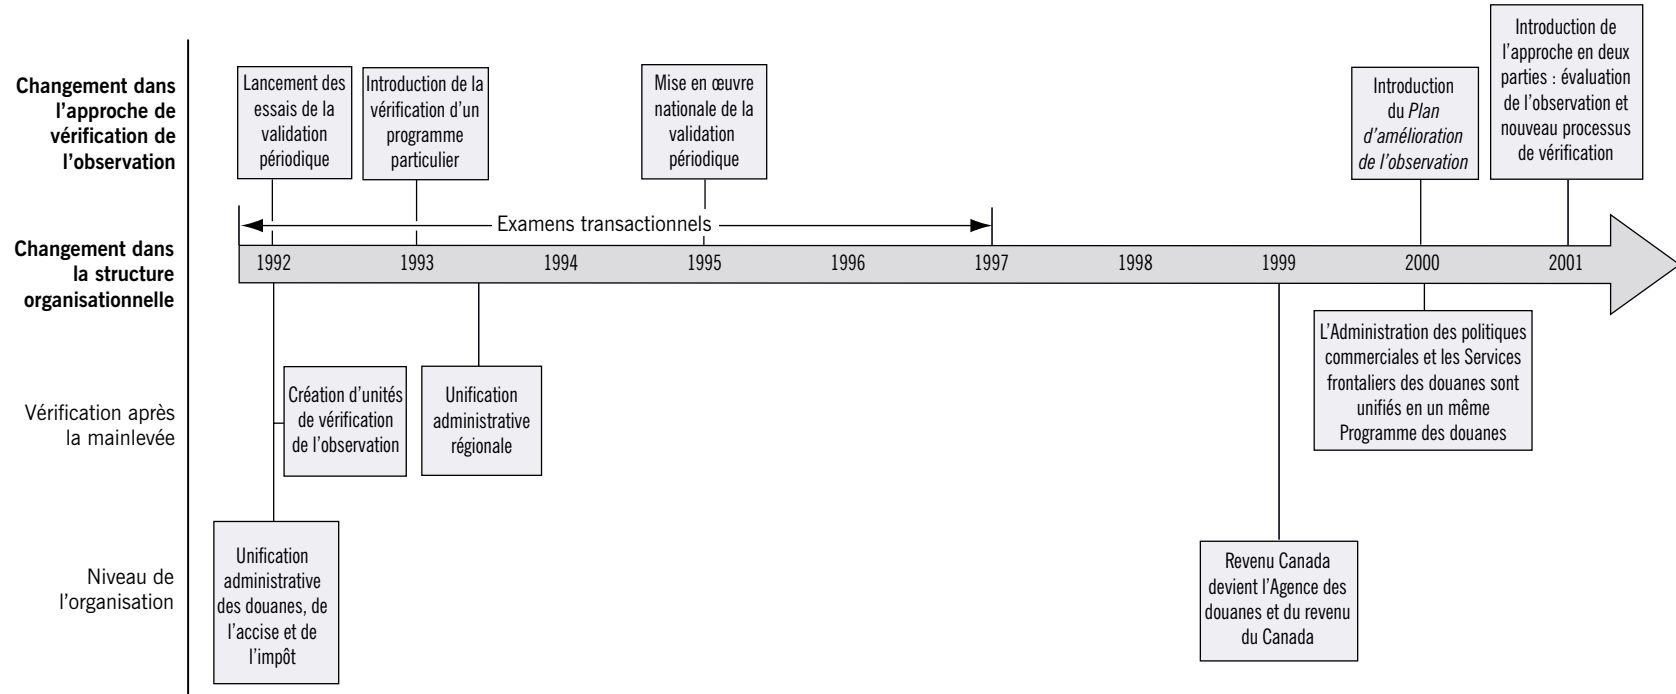 Changement dans
l'approche de
vérification de
l'observation
Lancement des
essais de la
validation
périodique
Introduction de la
vérification d'un
programme
particulier
Mise en œuvre
nationale de la
validation
périodique
Introduction
du Plan
d'amélioration
de l'observation
Introduction de
l'approche en deux
parties : évaluation
de l'observation et
nouveau processus
de vérification
Examens transactionnels
Changement dans
la structure
organisationnelle
1992 1993 1994 1995 1996 1997 1998 1999 2000 2001
Vérification après
la mainlevée
Création d'unités
de vérification
de l'observation
Unification
administrative
régionale
L'Administration des politiques
commerciales et les Services
frontaliers des douanes sont
unifiés en un même
Programme des douanes
Niveau de
l'organisation
Unification
administrative
des douanes, de
l'accise et de
l'impôt
Revenu Canada
devient l'Agence des
douanes et du revenu
du Canada